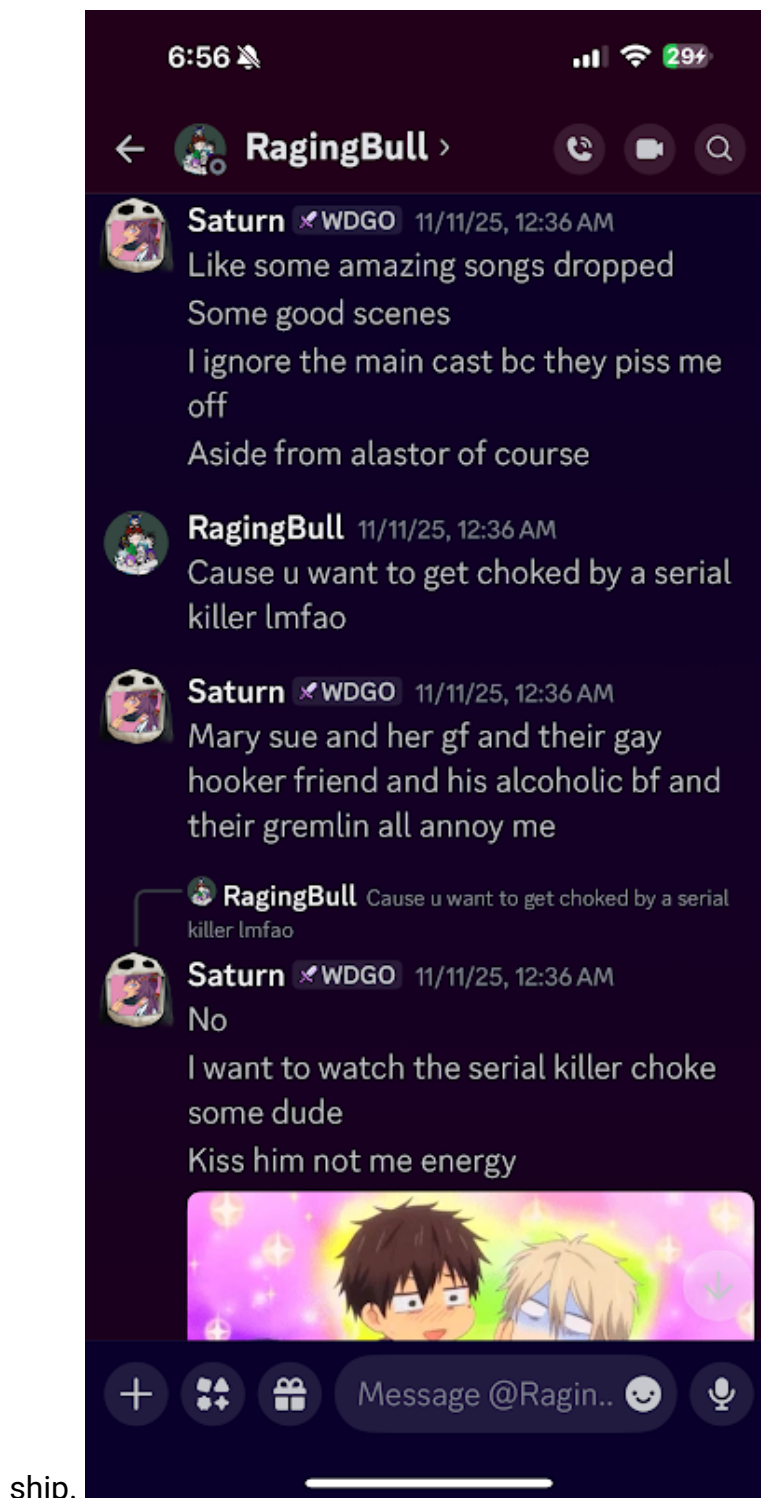 6:56
29
RagingBull
Saturn WDGO 11/11/25, 12:36 AM
Like some amazing songs dropped
Some good scenes
I ignore the main cast bc they piss me
off
Aside from alastor of course
RagingBull 11/11/25, 12:36 AM
Cause u want to get choked by a serial
killer lmfao
Saturn WDGO 11/11/25, 12:36 AM
Mary sue and her gf and their gay
hooker friend and his alcoholic bf and
their gremlin all annoy me
RagingBull Cause u want to get choked by a serial
killer lmfao
Saturn WDGO 11/11/25, 12:36 AM
No
I want to watch the serial killer choke
some dude
Kiss him not me energy
Message @Ragin..
ship.